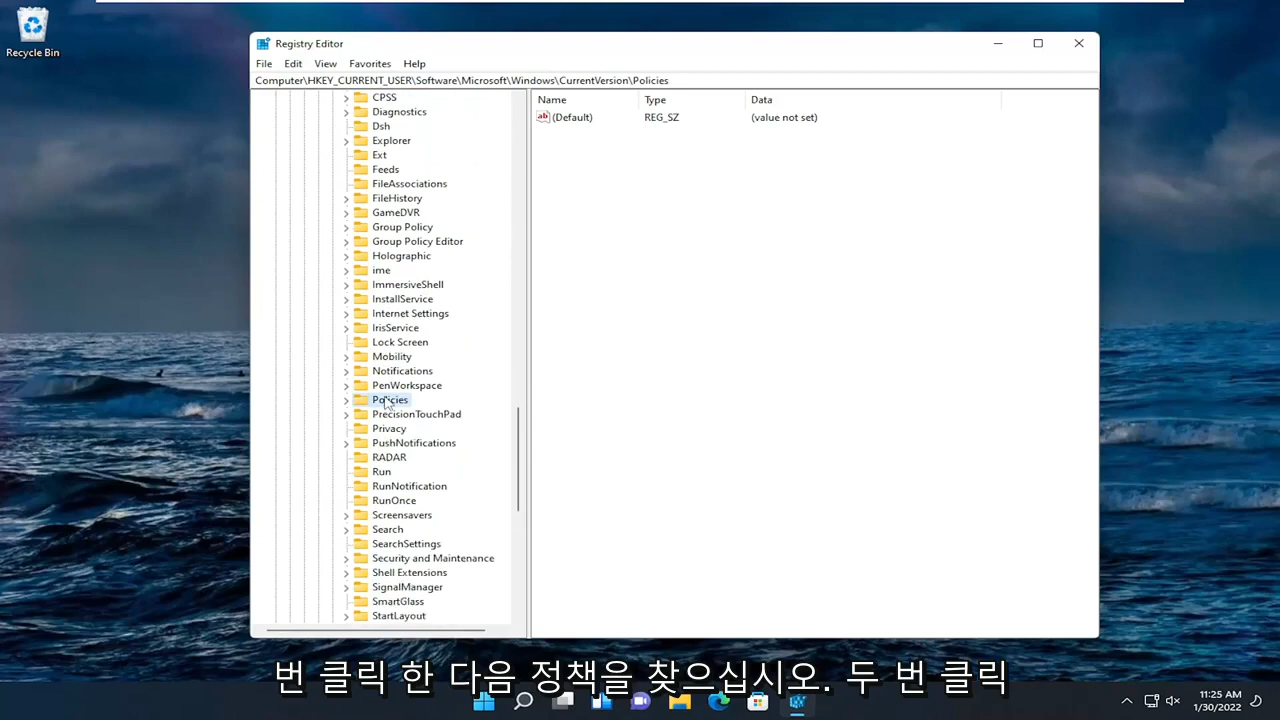 Recycle Bin
Registry Editor
File Edit View Favorites Help
Computer\HKEY_CURRENT_USER\Software\Microsoft\Windows\CurrentVersion\Policies
CPSS
Diagnostics
Dsh
Explorer
Ext
Feeds
FileAssociations
FileHistory
GameDVR
Group Policy
Group Policy Editor
Holographic
ime
ImmersiveShell
InstallService
Internet Settings
IrisService
Lock Screen
Mobility
Notifications
PenWorkspace
Policies
PrecisionTouchPad
Privacy
PushNotifications
RADAR
Run
RunNotification
RunOnce
Screensavers
Search
SearchSettings
Security and Maintenance
Shell Extensions
SignalManager
SmartGlass
StartLayout
Name Type Data
ab (Default) REG_SZ (value not set)
번 클릭 한 다음 정책을 찾으십시오. 두 번 클릭
11:25 AM
1/30/2022